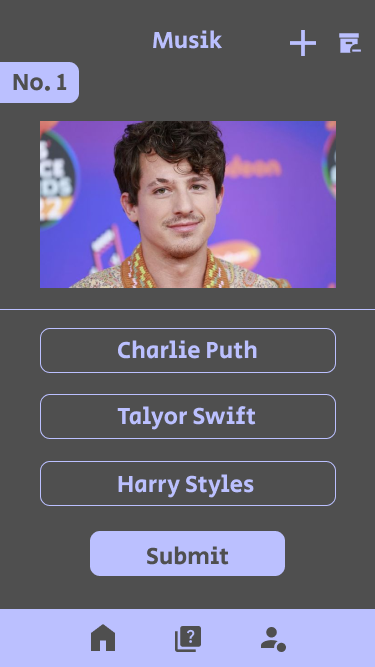 Musik
No. 1
Charlie Puth
Talyor Swift
Harry Styles
Submit